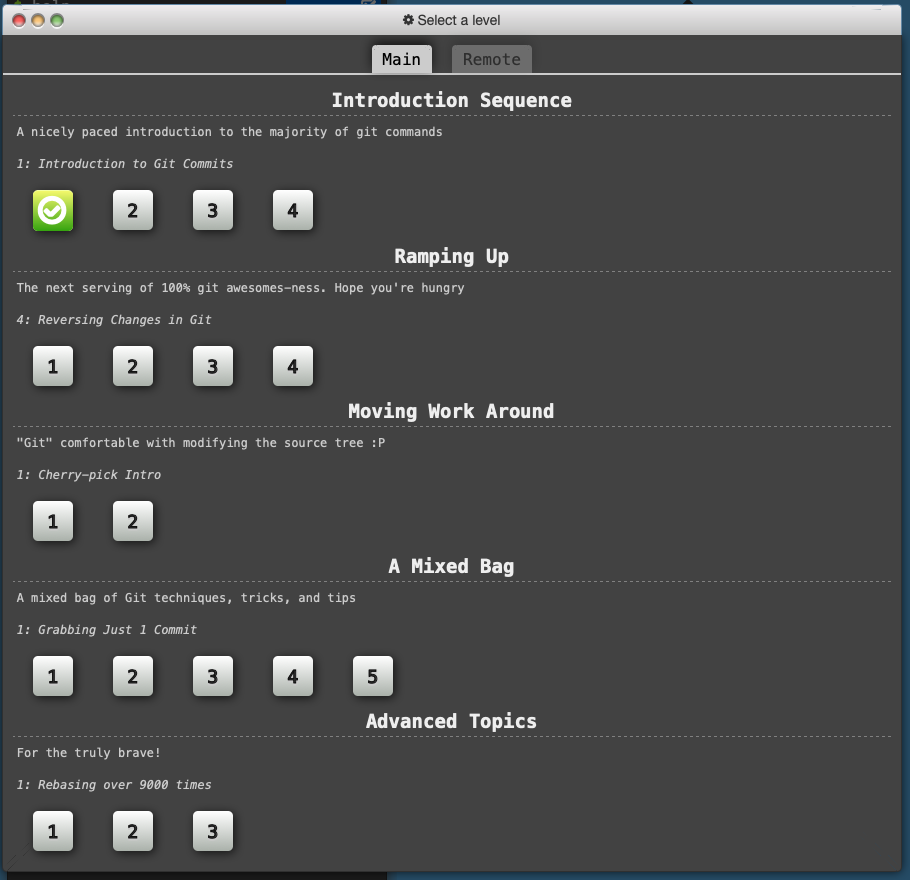 Select a level
Main Remote
Introduction Sequence
A nicely paced introduction to the majority of git commands
1: Introduction to Git Commits
2 3 4
Ramping Up
The next serving of 100% git awesomes-ness. Hope you're hungry
4: Reversing Changes in Git
1 2 3 4
Moving Work Around
"Git" comfortable with modifying the source tree :P
1: Cherry-pick Intro
1 2
A Mixed Bag
A mixed bag of Git techniques, tricks, and tips
1: Grabbing Just 1 Commit
1 2 3 4 5
Advanced Topics
For the truly brave!
1: Rebasing over 9000 times
1 2 3